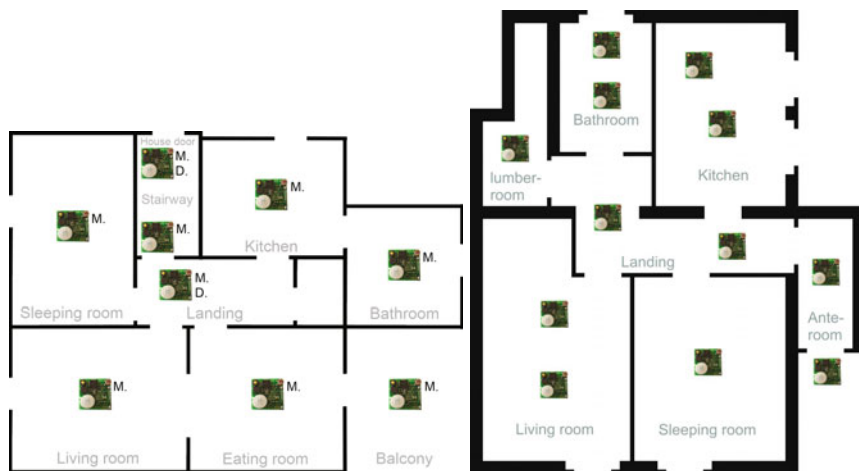 House door
M.
D.
Stairway
M.
M.
Sleeping room
M.
Kitchen
M.
Bathroom
M.
D.
Landing
M.
Living room
M.
Eating room
M.
Balcony
Bathroom
lumber-
room
Kitchen
Landing
Ante-
room
Living room
Sleeping room